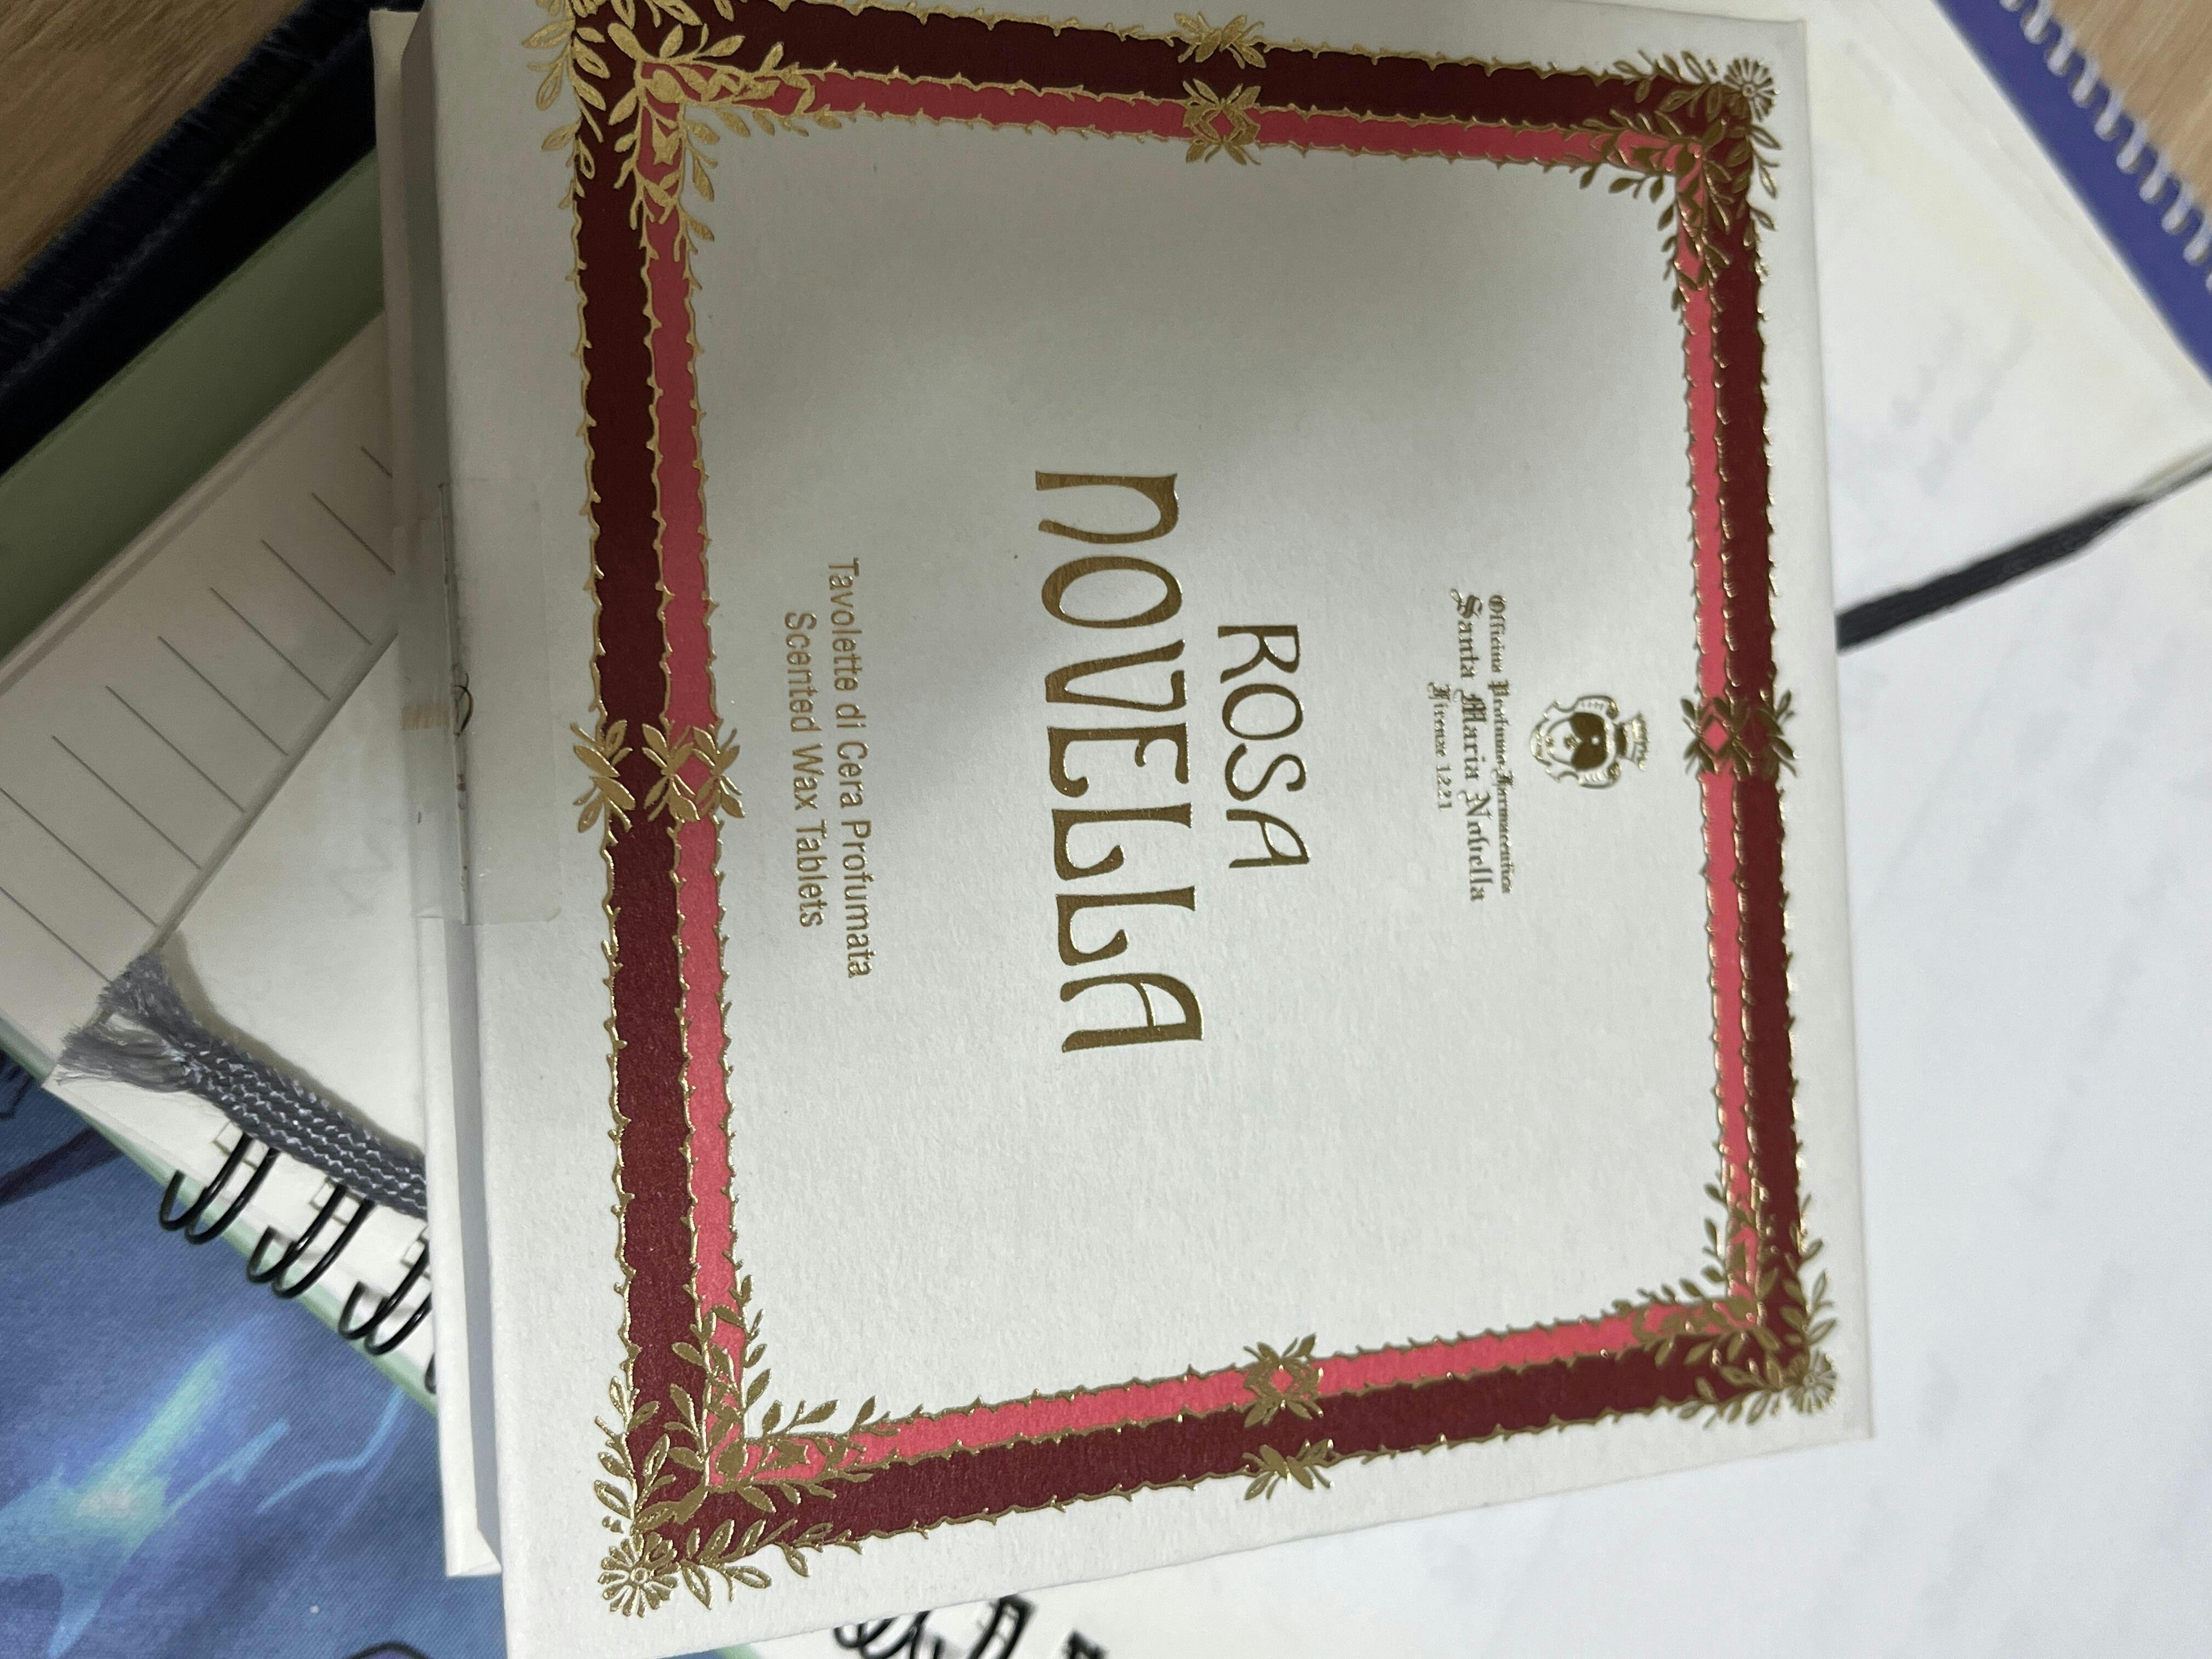 Officina Profumo-Farmaceutica
Santa Maria Novella
Firenze 1221
ROSA
NOVELLA
Tavolette di Cera Profumata
Scented Wax Tablets